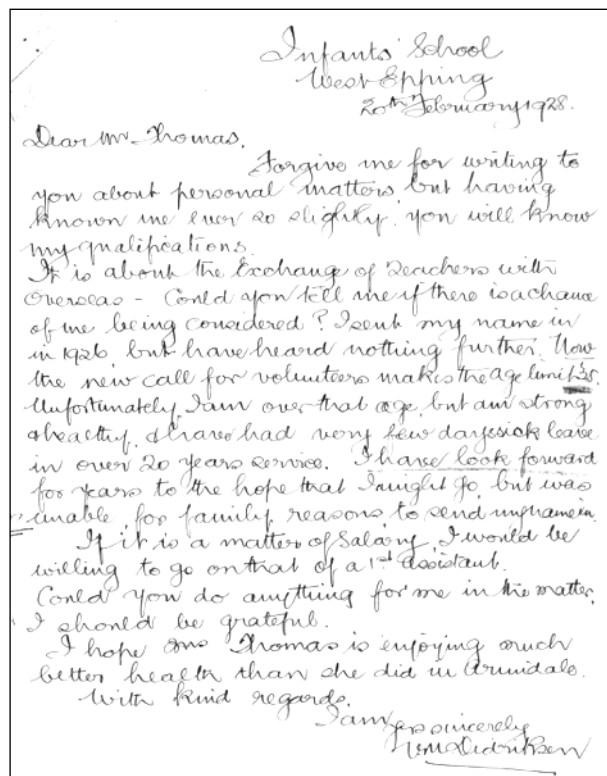 Infants' School
West Epping
20th February 1928.
Dear Mr Thomas,
Forgive me for writing to
you about personal matters but having
known me ever so slightly, you will know
my qualifications.
It is about the Exchange of Teachers with
Overseas – Could you tell me if there is a chance
of me being considered? I sent my name in
in 1926, but have heard nothing further. Now
the new call for volunteers makes the age limit 35.
Unfortunately, I am over that age, but am strong
& healthy, & have had very few days sick leave
in over 20 years service. I have look forward
for years to the hope that I might go, but was
unable, for family reasons to send my name in.
If it is a matter of Salary, I would be
willing to go on that of a 1st assistant.
Could you do anything for me in the matter,
I should be grateful.
I hope Mrs Thomas is enjoying much
better health than she did in Armidale.
With kind regards,
I am
yrs sincerely
Didriksen